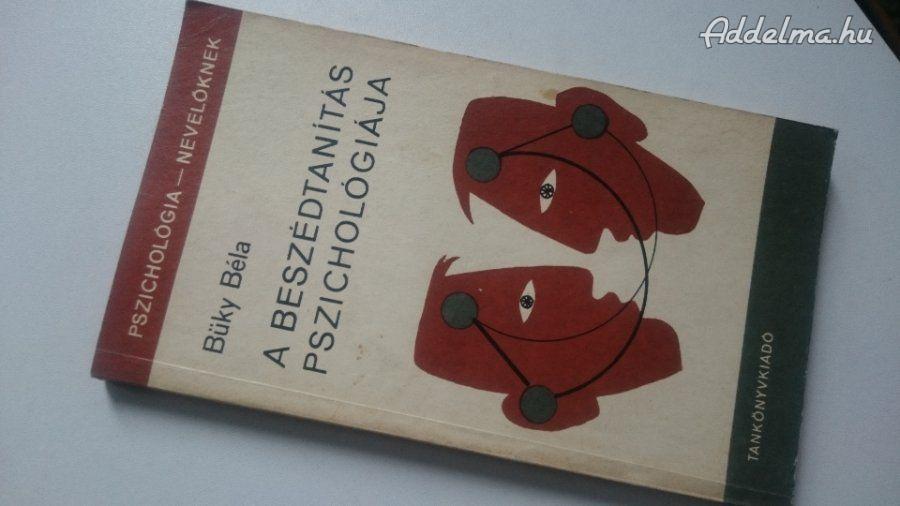 PSZICHOLÓGIA — NEVELŐKNEK
Büky Béla
A BESZÉDTANÍTÁS
PSZICHOLÓGIÁJA
TANKÖNYVKIADÓ
Addelma.hu